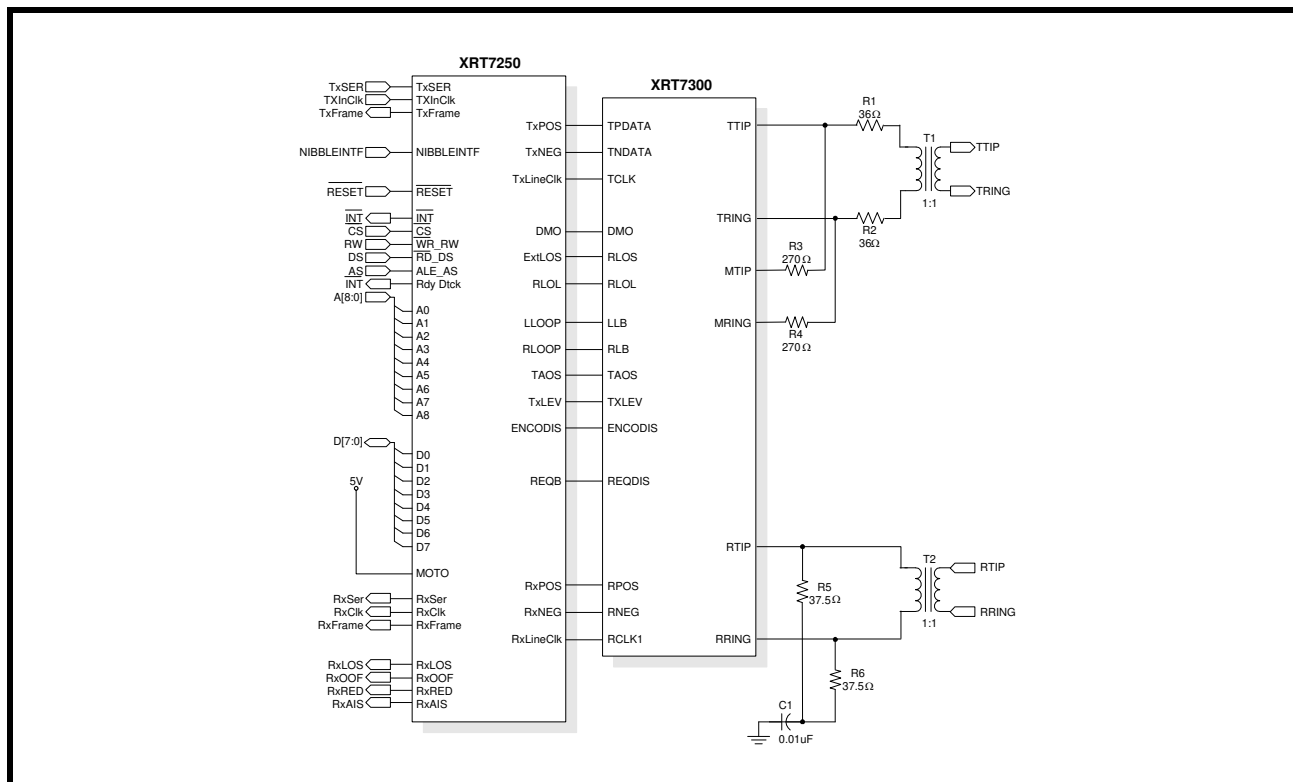 XRT7250
XRT7300
TxSER
TXInClk
TxFrame
NIBBLEINTF
RESET
INT
CS
RW
DS
AS
INT
A[8:0]
D[7:0]
5V
RxSer
RxClk
RxFrame
RxLOS
RxOOF
RxRED
RxAIS
TxSER
TXInClk
TxFrame
NIBBLEINTF
RESET
INT
CS
WR_RW
RD_DS
ALE_AS
Rdy Dtck
A0
A1
A2
A3
A4
A5
A6
A7
A8
D0
D1
D2
D3
D4
D5
D6
D7
MOTO
RxSer
RxClk
RxFrame
RxLOS
RxOOF
RxRED
RxAIS
TxPOS
TxNEG
TxLineClk
DMO
ExtLOS
RLOL
LLOOP
RLOOP
TAOS
TxLEV
ENCODIS
REQB
RxPOS
RxNEG
RxLineClk
TPDATA
TNDATA
TCLK
DMO
RLOS
RLOL
LLB
RLB
TAOS
TXLEV
ENCODIS
REQDIS
RPOS
RNEG
RCLK1
TTIP
TRING
MTIP
MRING
RTIP
RRING
R1
36Ω
R2
36Ω
R3
270Ω
R4
270Ω
T1
1:1
TTIP
TRING
R5
37.5Ω
R6
37.5Ω
C1
0.01uF
T2
1:1
RTIP
RRING